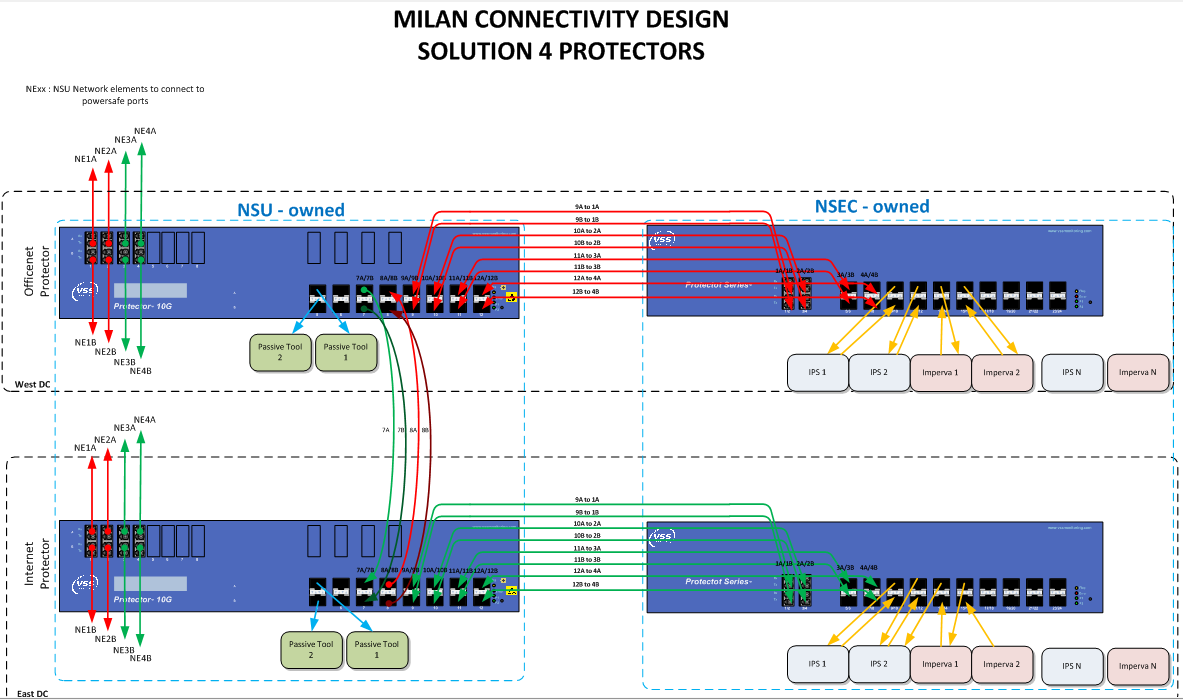 MILAN CONNECTIVITY DESIGN
SOLUTION 4 PROTECTORS
NExx : NSU Network elements to connect to
powersafe ports
NE1A
NE2A
NE3A
NE4A
NSU - owned
NSEC - owned
Officenet
Protector
vss
Protector- 10G
7A/7B
8A/8B
9A/9B
10A/10B
11A/11B
12A/12B
9A to 1A
9B to 1B
10A to 2A
10B to 2B
11A to 3A
11B to 3B
12A to 4A
12B to 4B
vss
Protector Series-
1A/1B
2A/2B
3A/3B
4A/4B
NE1B
NE2B
NE3B
NE4B
Passive Tool
2
Passive Tool
1
IPS 1
IPS 2
Imperva 1
Imperva 2
IPS N
Imperva N
West DC
7A
7B
8A
8B
NE1A
NE2A
NE3A
NE4A
Internet
Protector
vss
Protector- 10G
7A/7B
8A/8B
9A/9B
10A/10B
11A/11B
12A/12B
9A to 1A
9B to 1B
10A to 2A
10B to 2B
11A to 3A
11B to 3B
12A to 4A
12B to 4B
vss
Protectot Series-
1A/1B
2A/2B
3A/3B
4A/4B
NE1B
NE2B
NE3B
NE4B
Passive Tool
2
Passive Tool
1
IPS 1
IPS 2
Imperva 1
Imperva 2
IPS N
Imperva N
East DC